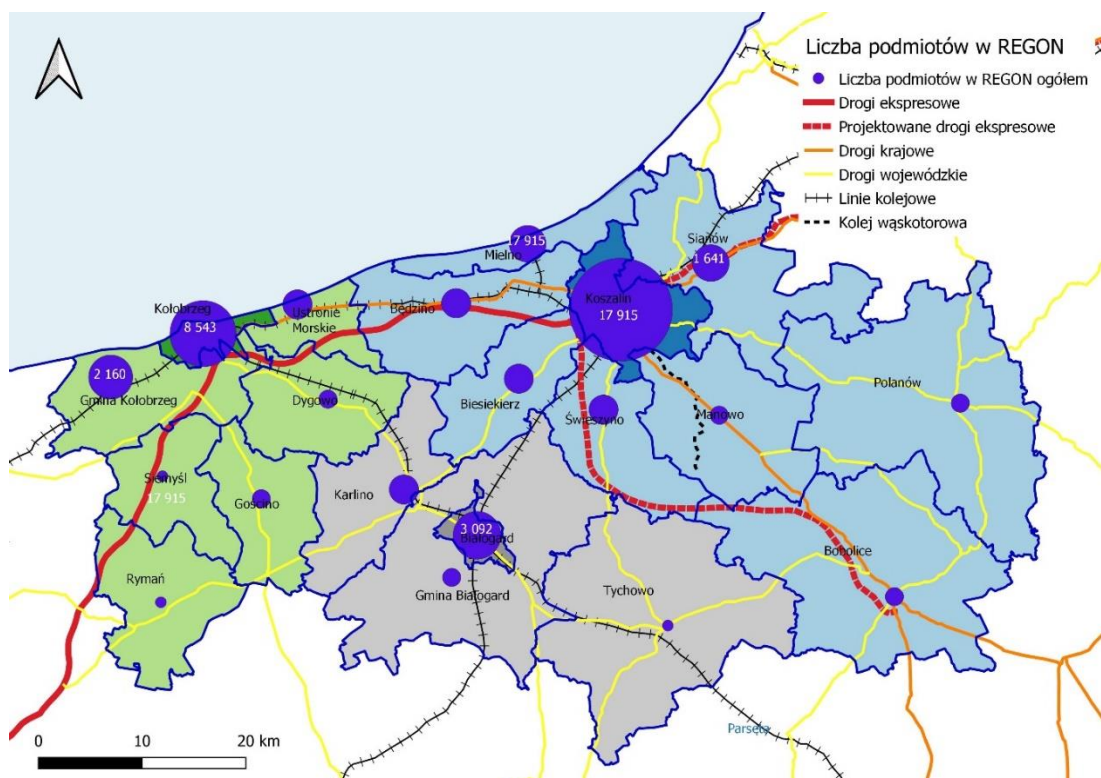 Liczba podmiotów w REGON
Liczba podmiotów w REGON ogółem
Drogi ekspresowe
Projektowane drogi ekspresowe
Drogi krajowe
Drogi wojewódzkie
Linie kolejowe
Kolej wąskotorowa
Sianów
1 641
17 915
Mielno
Kołobrzeg
8 543
Ustronie
Morskie
Będzino
Koszalin
17 915
2 160
Gmina Kołobrzeg
Dygowo
Biesiekierz
Świeszyno
Manowo
Polanów
Siemyśl
17 915
Gościno
Karlino
3 092
Białogard
Gmina Białogard
Rymań
Tychowo
Bobolice
Parsęta
0 10 20 km